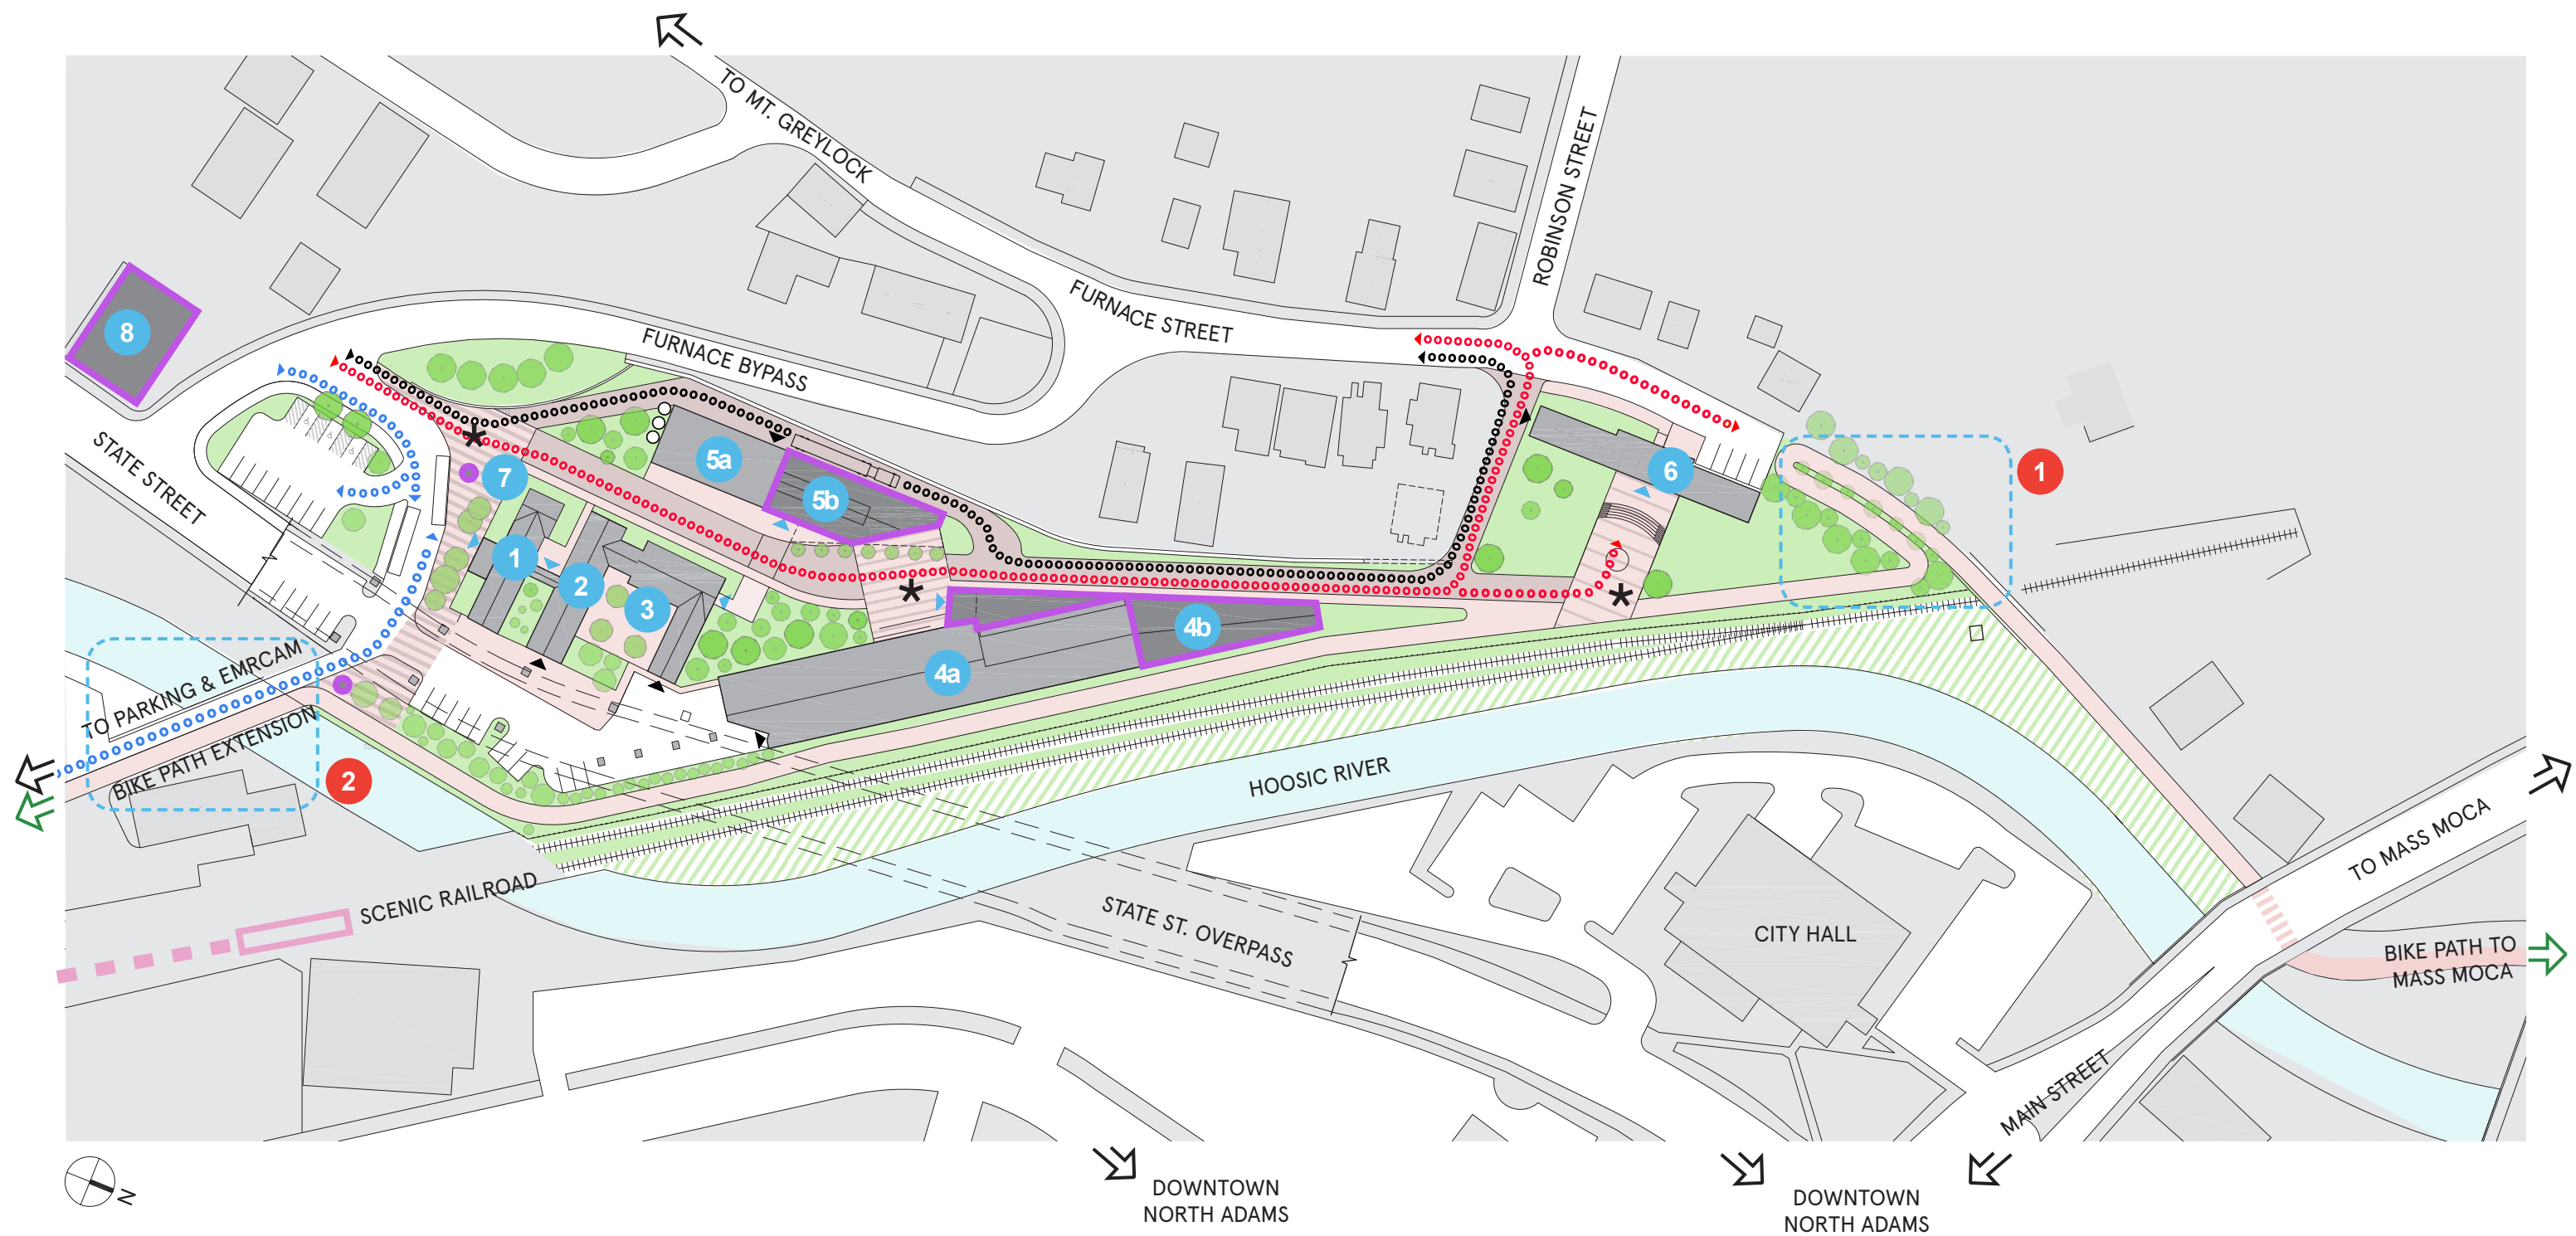 TO MT. GREYLOCK
ROBINSON STREET
FURNACE STREET
FURNACE BYPASS
8
STATE STREET
7
5a
5b
6
1
1
2
3
4b
4a
TO PARKING & EMRCAM
BIKE PATH EXTENSION
2
HOOSIC RIVER
SCENIC RAILROAD
STATE ST. OVERPASS
CITY HALL
TO MASS MOCA
BIKE PATH TO
MASS MOCA
MAIN STREET
N
DOWNTOWN
NORTH ADAMS
DOWNTOWN
NORTH ADAMS